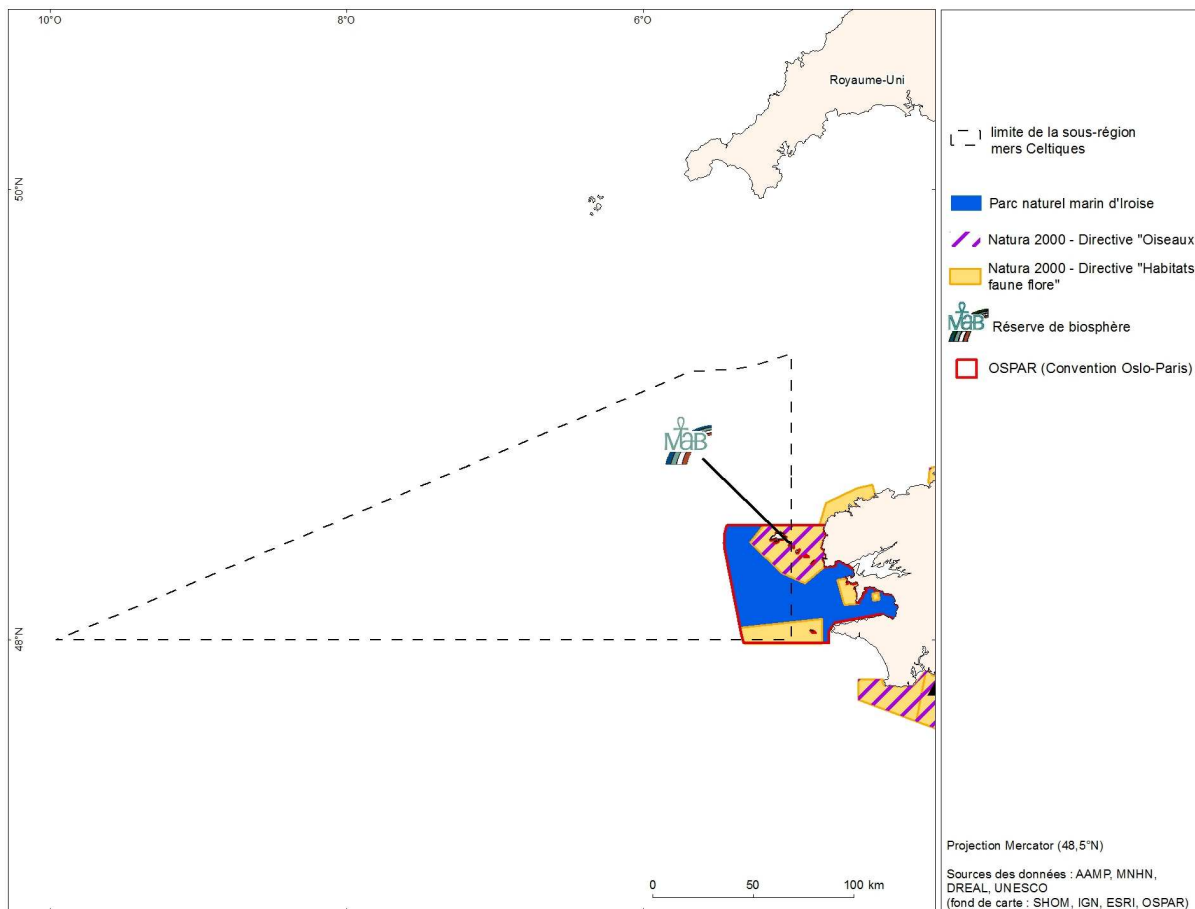 10°O
8°O
6°O
50°N
48°N
Royaume-Uni
MaB
0 50 100 km
limite de la sous-région
mers Celtiques
Parc naturel marin d'Iroise
Natura 2000 - Directive "Oiseaux
Natura 2000 - Directive "Habitats
faune flore"
MaB
Réserve de biosphère
OSPAR (Convention Oslo-Paris)
Projection Mercator (48,5°N)
Sources des données : AAMP, MNHN,
DREAL, UNESCO
(fond de carte : SHOM, IGN, ESRI, OSPAR)